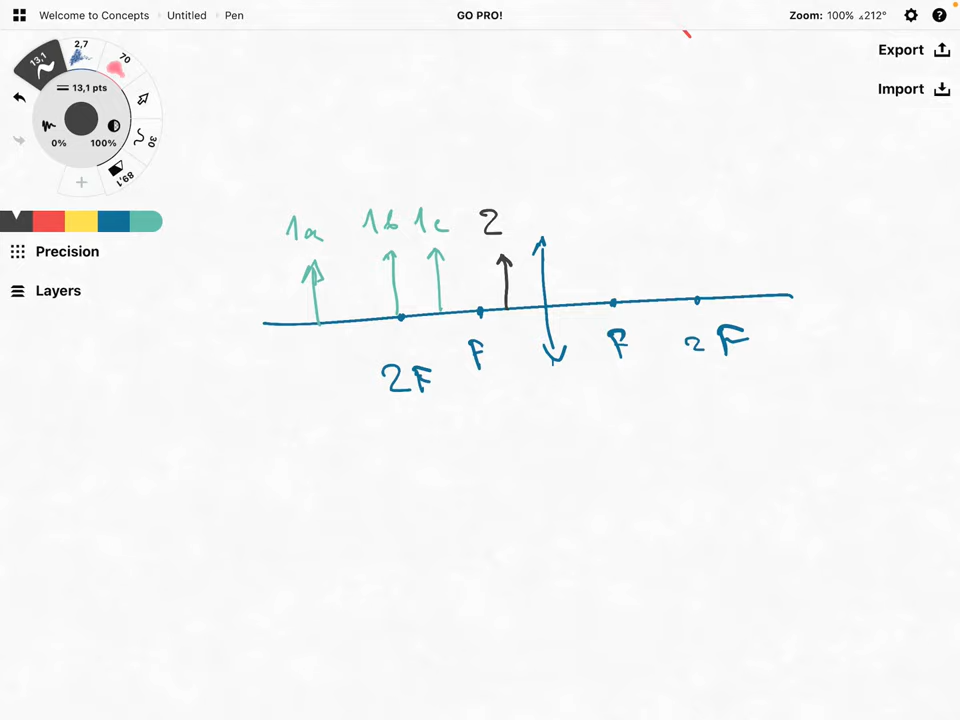 Welcome to Concepts › Untitled › Pen
GO PRO!
Zoom: 100% ⊿212°
Export
Import
13,1
2,7
70
13,1 pts
0% 100%
30
89,1
Precision
Layers
1a 1b 1c 2
F F 2F
2F